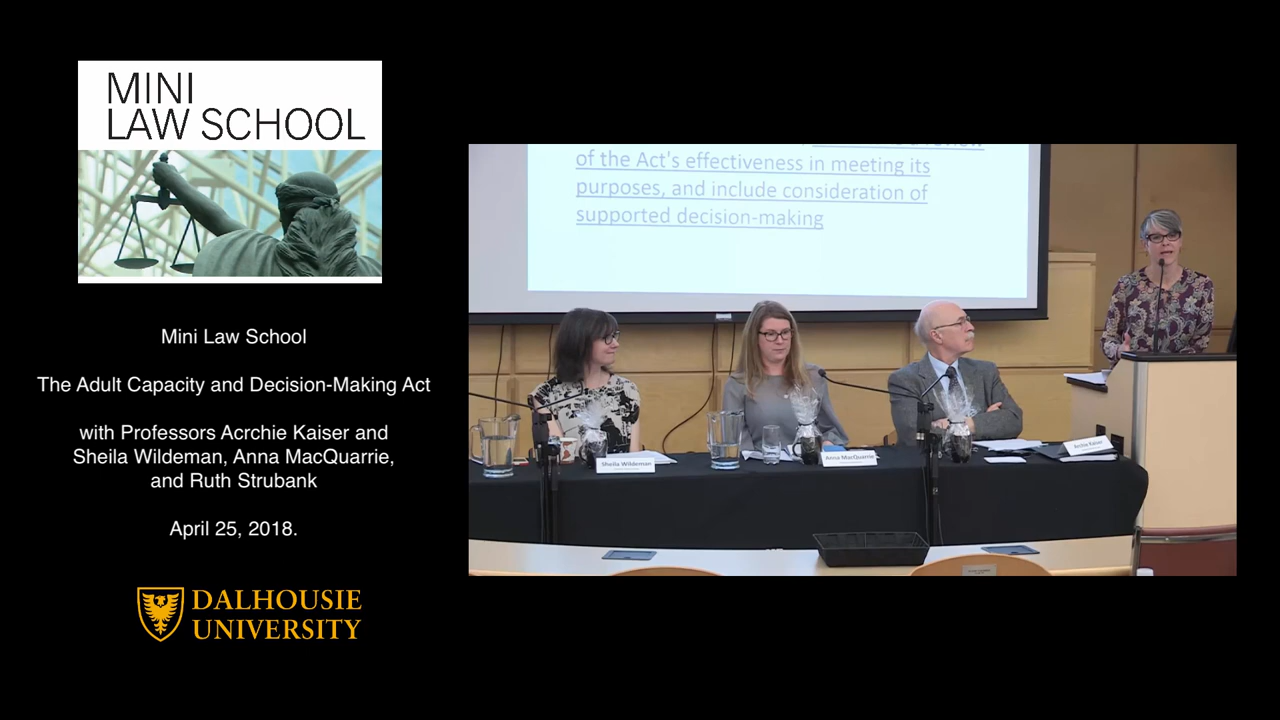 MINI
LAW SCHOOL
Mini Law School
The Adult Capacity and Decision-Making Act
with Professors Acrchie Kaiser and
Sheila Wildeman, Anna MacQuarrie,
and Ruth Strubank
April 25, 2018.
DALHOUSIE
UNIVERSITY
of the Act's effectiveness in meeting its
purposes, and include consideration of
supported decision-making
Sheila Wildeman
Anna MacQuarrie
Archie Kaiser